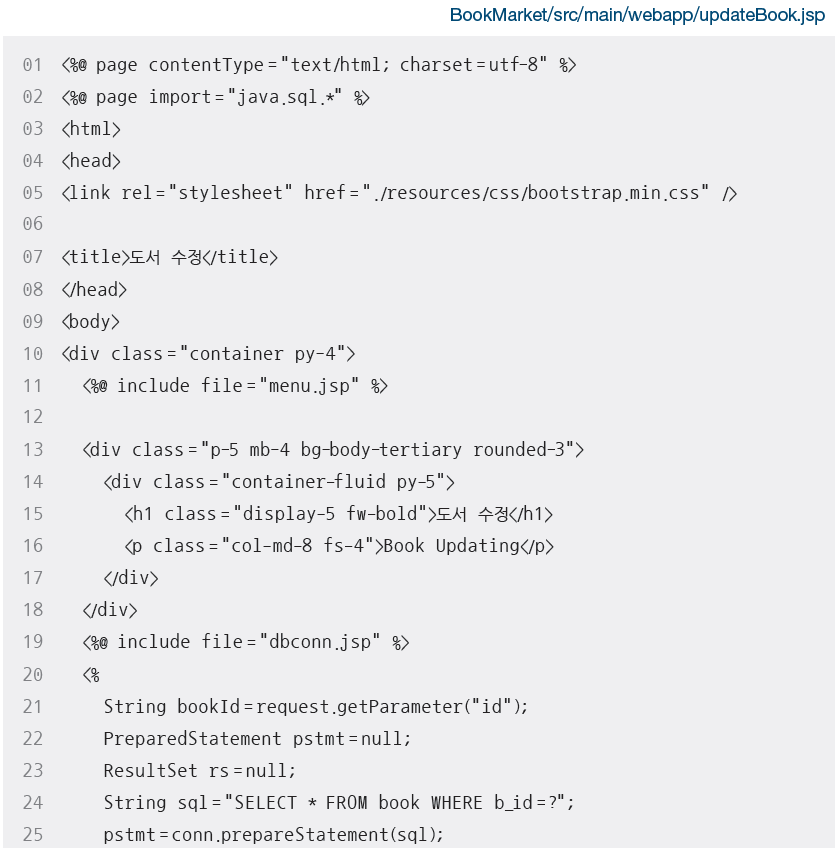 BookMarket/src/main/webapp/updateBook.jsp
01 <%@ page contentType="text/html; charset=utf-8" %>
02 <%@ page import="java.sql.*" %>
03 <html>
04 <head>
05 <link rel="stylesheet" href="./resources/css/bootstrap.min.css" />
06
07 <title>도서 수정</title>
08 </head>
09 <body>
10 <div class="container py-4">
11   <%@ include file="menu.jsp" %>
12
13   <div class="p-5 mb-4 bg-body-tertiary rounded-3">
14     <div class="container-fluid py-5">
15       <h1 class="display-5 fw-bold">도서 수정</h1>
16       <p class="col-md-8 fs-4">Book Updating</p>
17     </div>
18   </div>
19   <%@ include file="dbconn.jsp" %>
20   <%
21     String bookId=request.getParameter("id");
22     PreparedStatement pstmt=null;
23     ResultSet rs=null;
24     String sql="SELECT * FROM book WHERE b_id=?";
25     pstmt=conn.prepareStatement(sql);